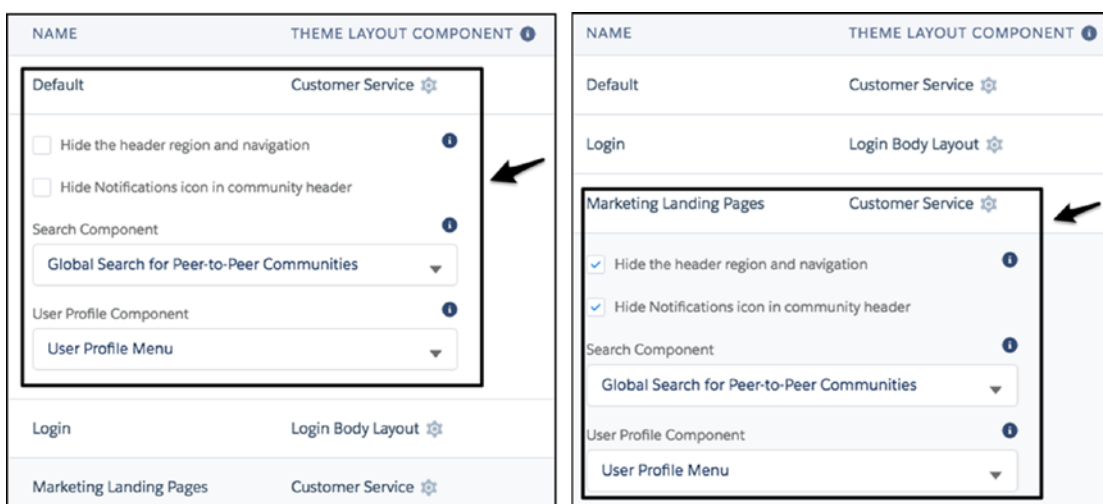 NAME THEME LAYOUT COMPONENT
Default Customer Service
Hide the header region and navigation
Hide Notifications icon in community header
Search Component
Global Search for Peer-to-Peer Communities
User Profile Component
User Profile Menu
Login Login Body Layout
Marketing Landing Pages Customer Service
NAME THEME LAYOUT COMPONENT
Default Customer Service
Login Login Body Layout
Marketing Landing Pages Customer Service
Hide the header region and navigation
Hide Notifications icon in community header
Search Component
Global Search for Peer-to-Peer Communities
User Profile Component
User Profile Menu